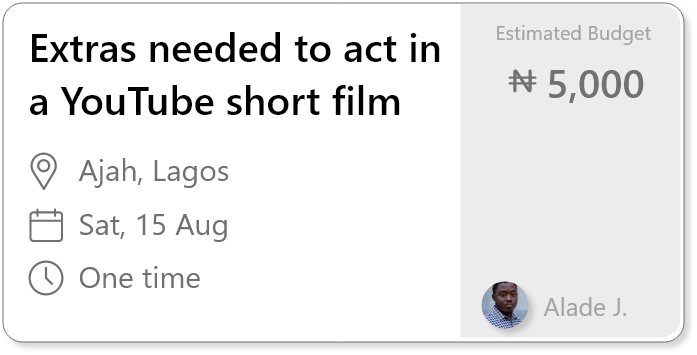 Extras needed to act in
a YouTube short film
Ajah, Lagos
Sat, 15 Aug
One time
Estimated Budget
₦ 5,000
Alade J.